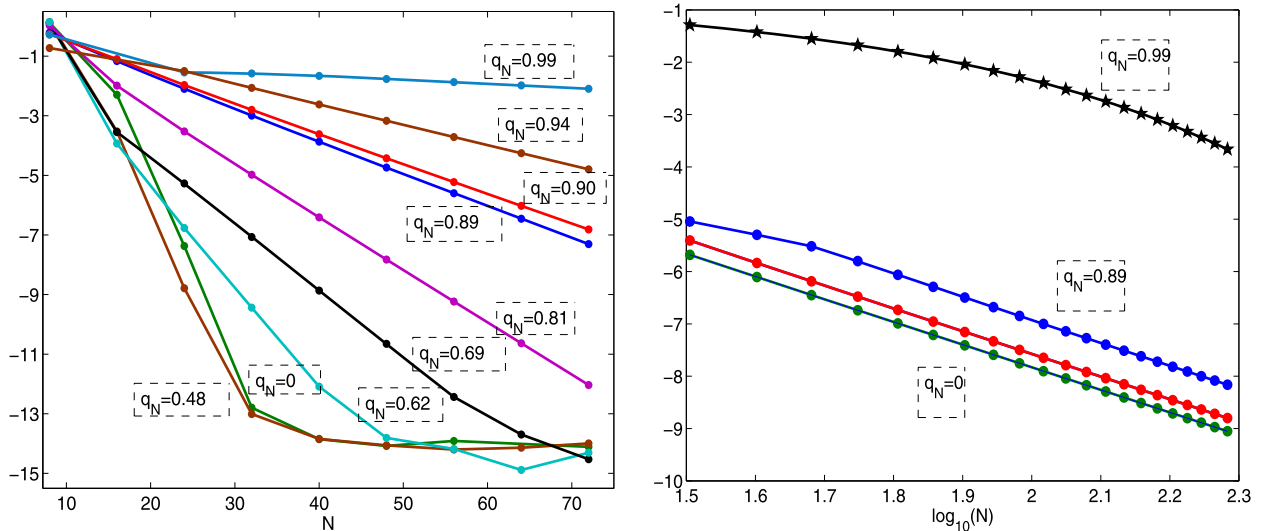 −1
−3
−5
−7
−9
−11
−13
−15
10
20
30
40
50
60
70
N
q_N=0.99
q_N=0.94
q_N=0.90
q_N=0.89
q_N=0.81
q_N=0.69
q_N=0.62
q_N=0
q_N=0.48
−1
−2
−3
−4
−5
−6
−7
−8
−9
−10
1.5
1.6
1.7
1.8
1.9
2
2.1
2.2
2.3
log10(N)
q_N=0.99
q_N=0.89
q_N=0